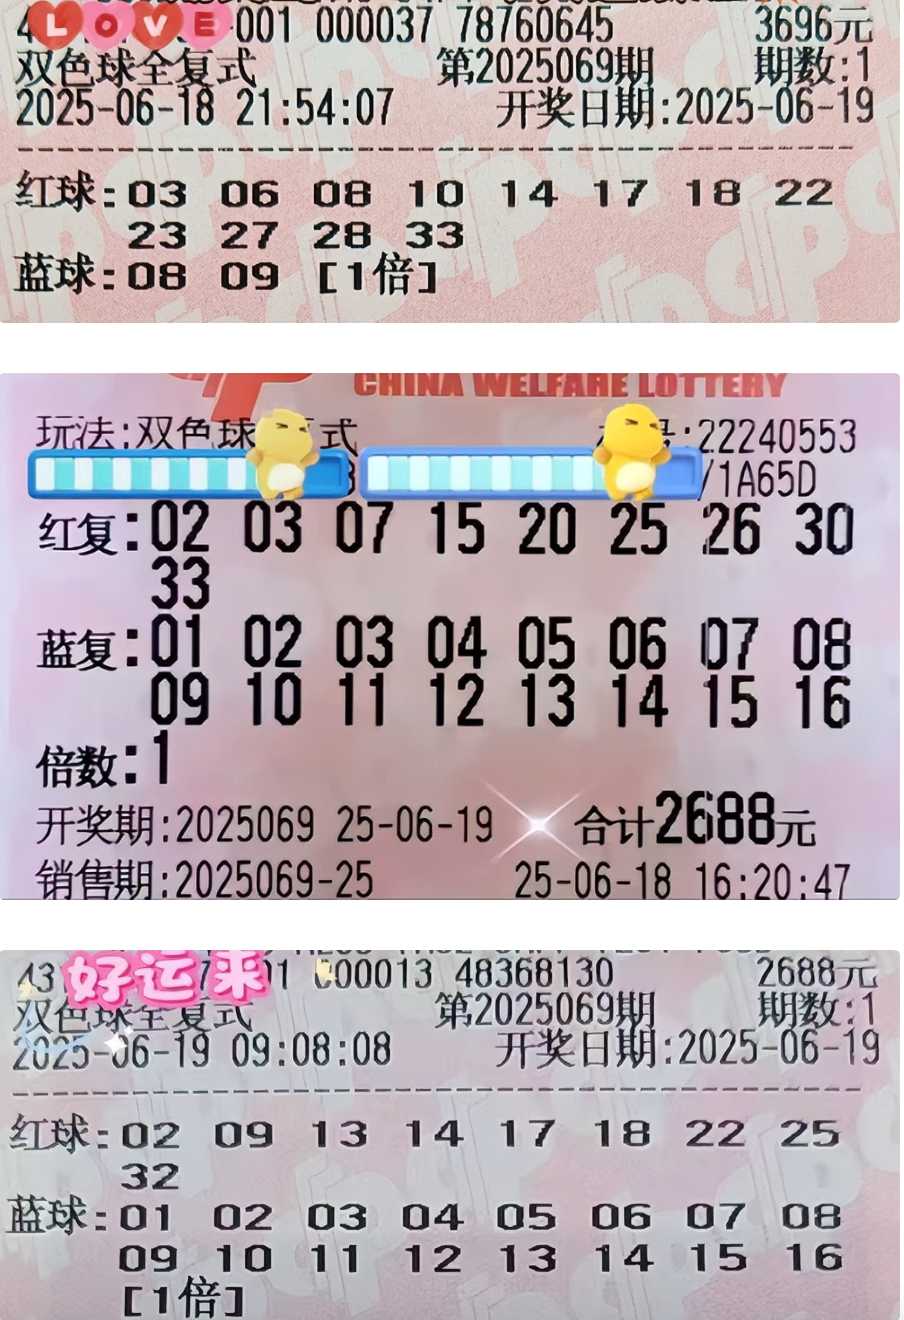 LOVE
4 001 000037 78760645 3696元
双色球全复式 第2025069期 期数:1
2025-06-18 21:54:07 开奖日期:2025-06-19
红球:03 06 08 10 14 17 18 22
23 27 28 33
蓝球:08 09 [1倍]
CHINA WELFARE LOTTERY
玩法:双色球 式 :22240553
/1A65D
红复:02 03 07 15 20 25 26 30
33
蓝复:01 02 03 04 05 06 07 08
09 10 11 12 13 14 15 16
倍数:1
开奖期:2025069 25-06-19 合计2688元
销售期:2025069-25 25-06-18 16:20:47
好运来
43 01 000013 48368130 2688元
双色球全复式 第2025069期 期数:1
2025-06-19 09:08:08 开奖日期:2025-06-19
红球:02 09 13 14 17 18 22 25
32
蓝球:01 02 03 04 05 06 07 08
09 10 11 12 13 14 15 16
[1倍]